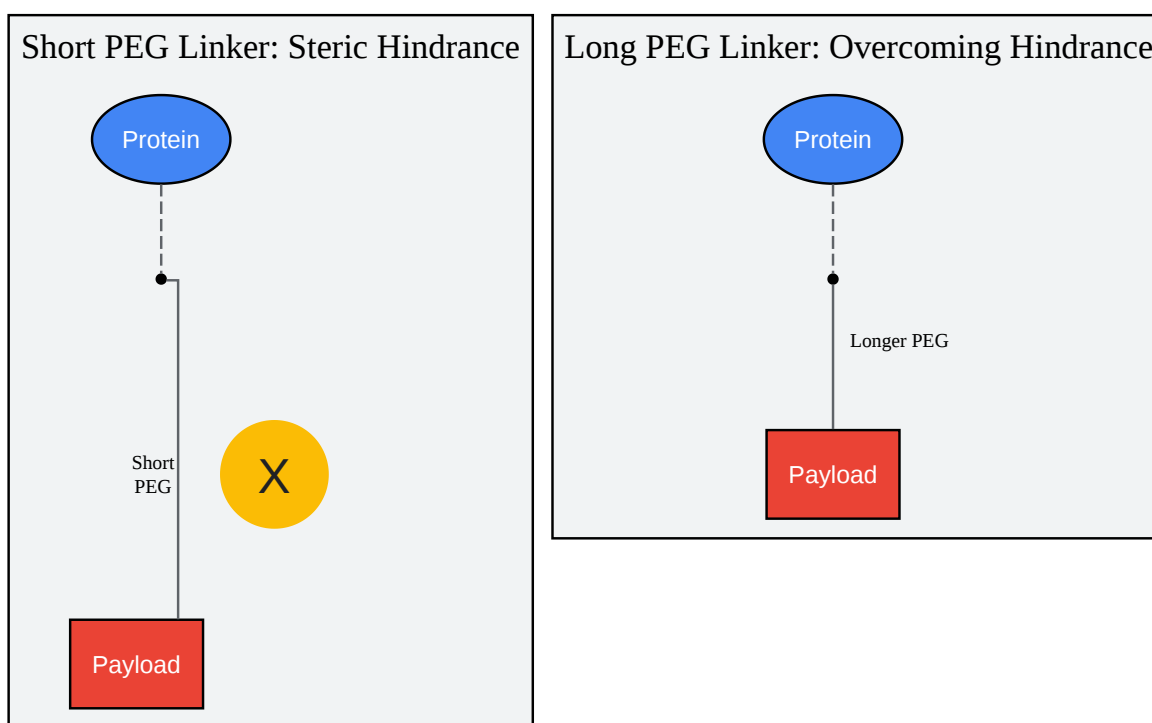 Short PEG Linker: Steric Hindrance
Protein
Short
PEG
X
Payload
Long PEG Linker: Overcoming Hindrance
Protein
Longer PEG
Payload